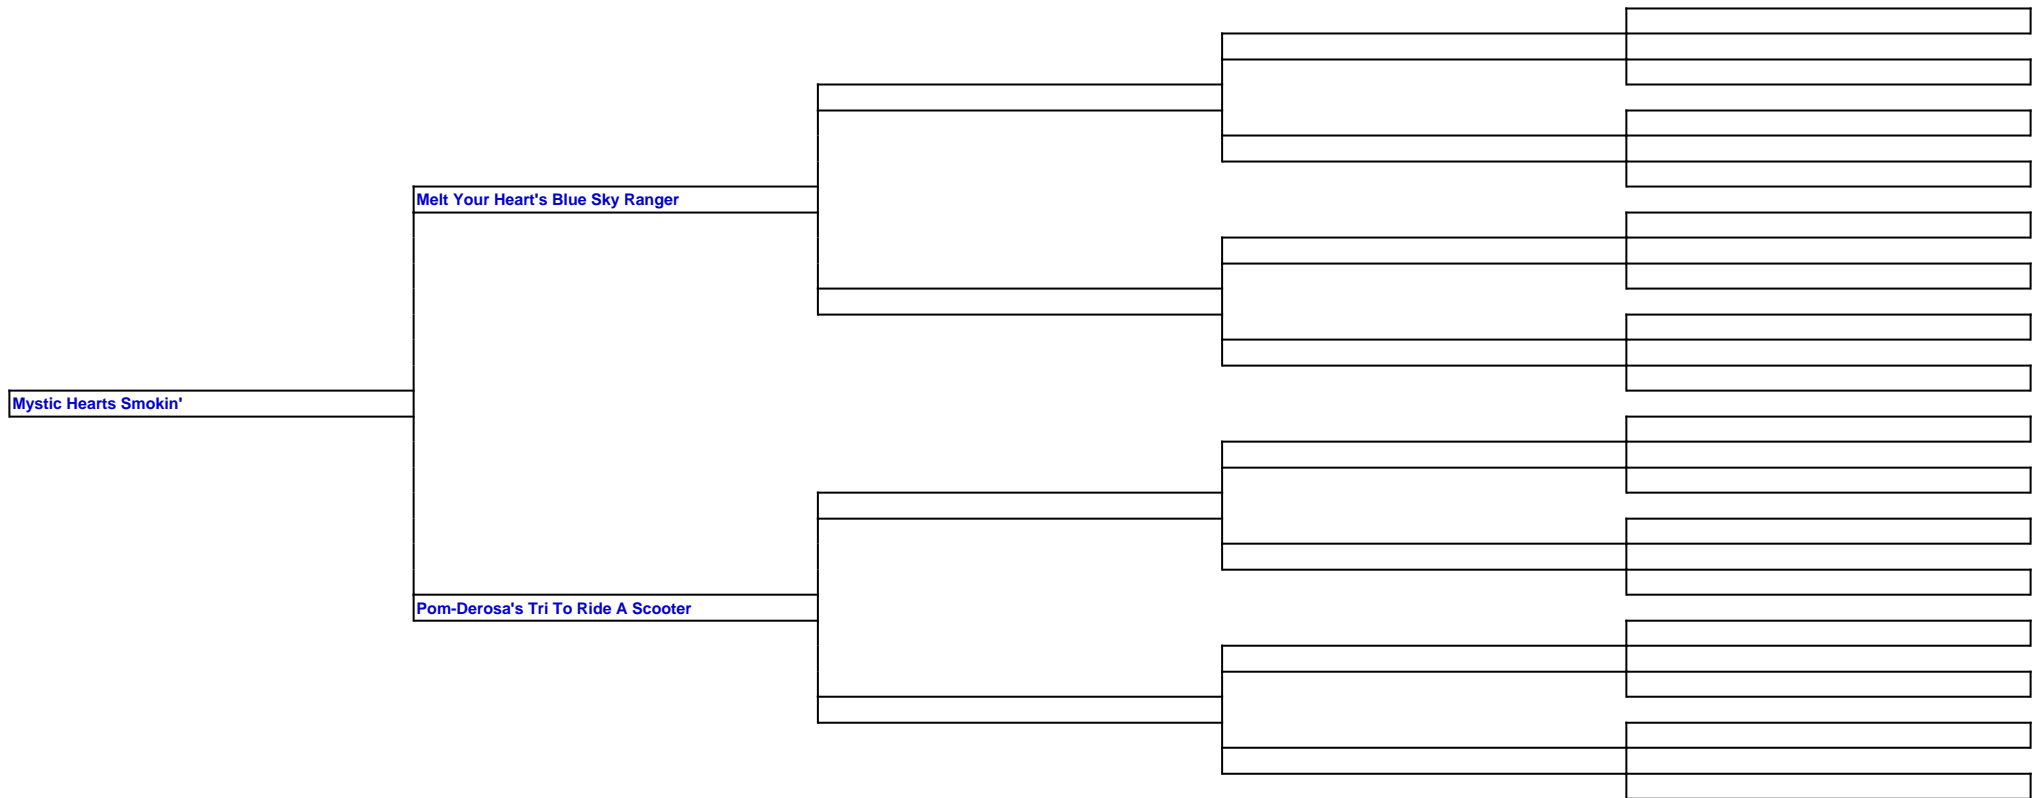 Melt Your Heart's Blue Sky Ranger
Mystic Hearts Smokin'
Pom-Derosa's Tri To Ride A Scooter